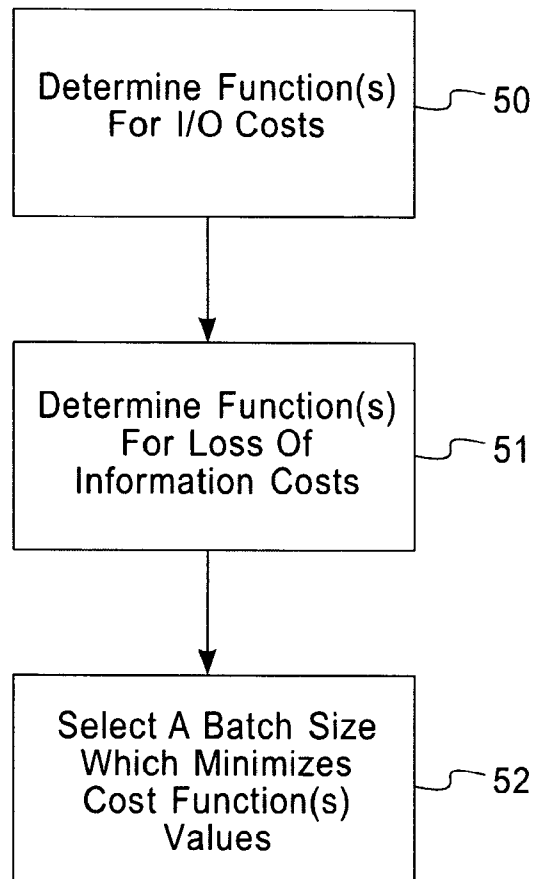 Determine Function(s)
For I/O Costs
50
Determine Function(s)
For Loss Of
Information Costs
51
Select A Batch Size
Which Minimizes
Cost Function(s)
Values
52